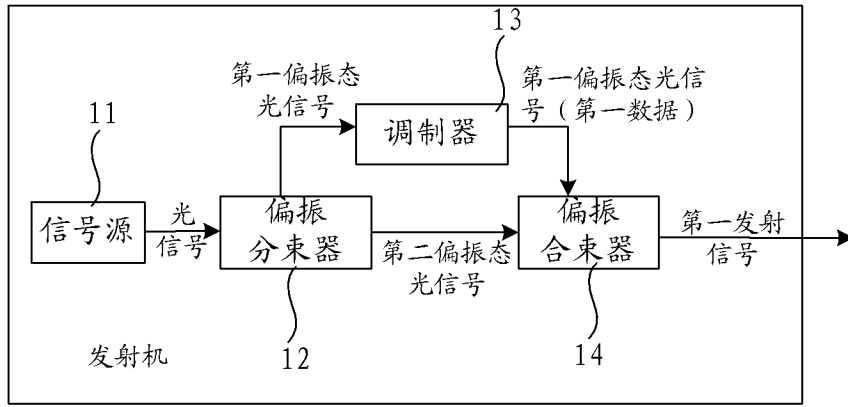 13
第一偏振态
光信号
第一偏振态光信
号（第一数据）
11
调制器
信号源
光
信号
偏振
分束器
第二偏振态
光信号
偏振
合束器
第一发射
信号
发射机
12
14